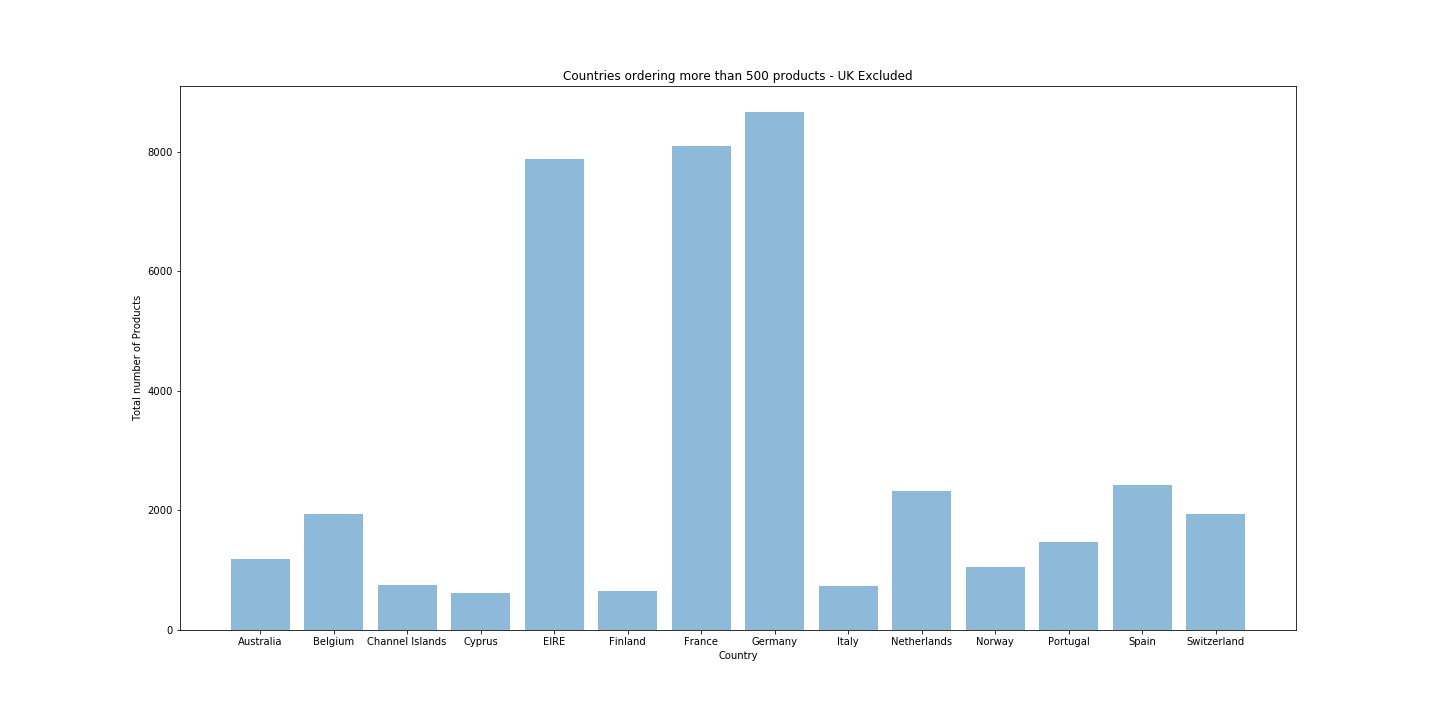 Countries ordering more than 500 products - UK Excluded
Total number of Products
8000
6000
4000
2000
0
Australia Belgium Channel Islands Cyprus EIRE Finland France Germany Italy Netherlands Norway Portugal Spain Switzerland
Country